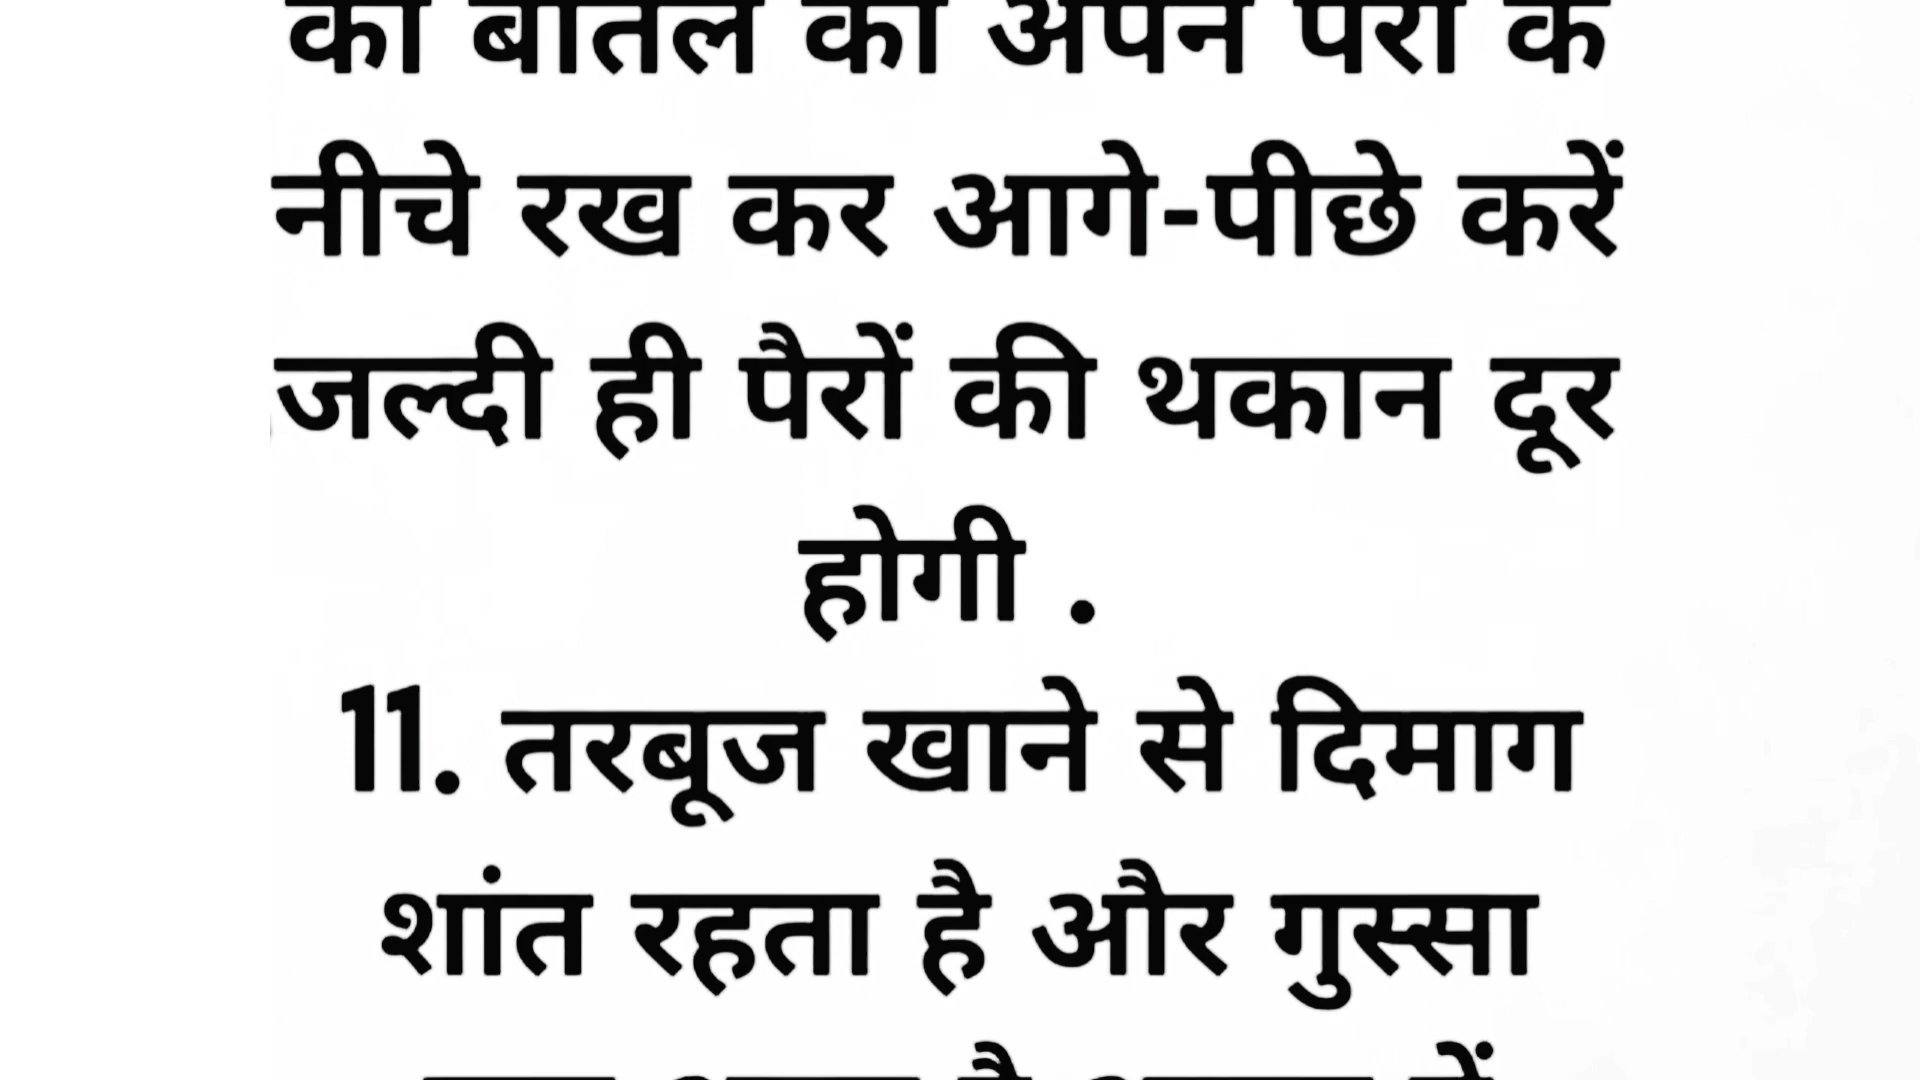 नीचे रख कर आगे-पीछे करें
जल्दी ही पैरों की थकान दूर
होगी .
11. तरबूज खाने से दिमाग
शांत रहता है और गुस्सा